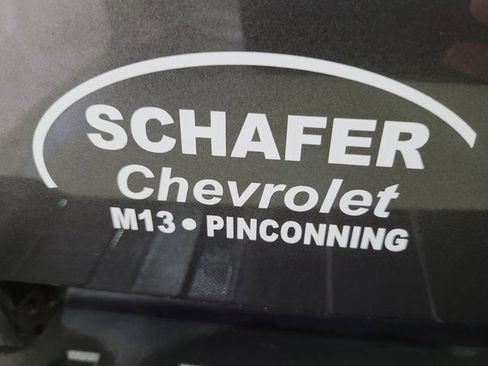 SCHAFER
Chevrolet
M13 • PINCONNING